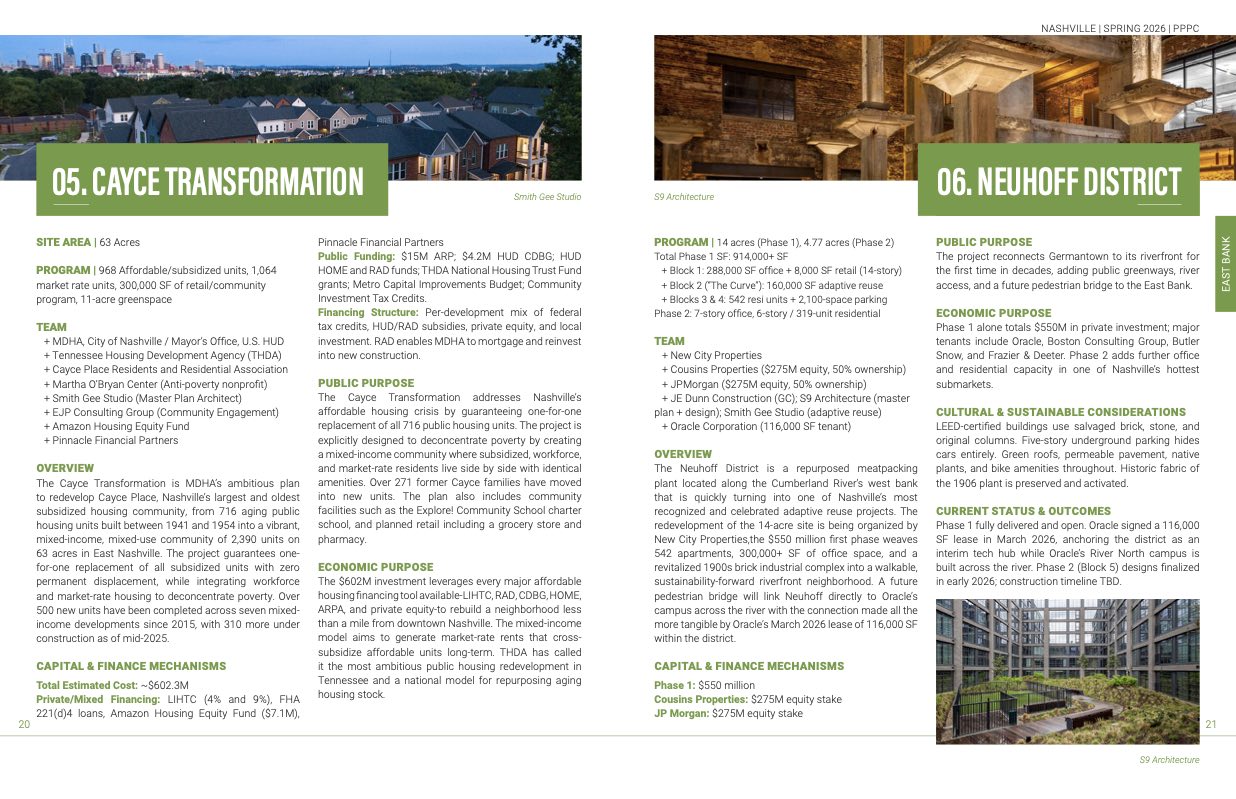 NASHVILLE | SPRING 2026 | PPPC
05. CAYCE TRANSFORMATION
Smith Gee Studio
SITE AREA | 63 Acres
PROGRAM | 968 Affordable/subsidized units, 1,064
market rate units, 300,000 SF of retail/community
program, 11-acre greenspace
TEAM
+ MDHA, City of Nashville / Mayor's Office, U.S. HUD
+ Tennessee Housing Development Agency (THDA)
+ Cayce Place Residents and Residential Association
+ Martha O'Bryan Center (Anti-poverty nonprofit)
+ Smith Gee Studio (Master Plan Architect)
+ EJP Consulting Group (Community Engagement)
+ Amazon Housing Equity Fund
+ Pinnacle Financial Partners
OVERVIEW
The Cayce Transformation is MDHA's ambitious plan
to redevelop Cayce Place, Nashville's largest and oldest
subsidized housing community, from 716 aging public
housing units built between 1941 and 1954 into a vibrant,
mixed-income, mixed-use community of 2,390 units on
63 acres in East Nashville. The project guarantees one-
for-one replacement of all subsidized units with zero
permanent displacement, while integrating workforce
and market-rate housing to deconcentrate poverty. Over
500 new units have been completed across seven mixed-
income developments since 2015, with 310 more under
construction as of mid-2025.
CAPITAL & FINANCE MECHANISMS
Total Estimated Cost: ~$602.3M
Private/Mixed Financing: LIHTC (4% and 9%), FHA
221(d)4 loans, Amazon Housing Equity Fund ($7.1M),
Pinnacle Financial Partners
Public Funding: $15M ARP; $4.2M HUD CDBG; HUD
HOME and RAD funds; THDA National Housing Trust Fund
grants; Metro Capital Improvements Budget; Community
Investment Tax Credits.
Financing Structure: Per-development mix of federal
tax credits, HUD/RAD subsidies, private equity, and local
investment. RAD enables MDHA to mortgage and reinvest
into new construction.
PUBLIC PURPOSE
The Cayce Transformation addresses Nashville's
affordable housing crisis by guaranteeing one-for-one
replacement of all 716 public housing units. The project is
explicitly designed to deconcentrate poverty by creating
a mixed-income community where subsidized, workforce,
and market-rate residents live side by side with identical
amenities. Over 271 former Cayce families have moved
into new units. The plan also includes community
facilities such as the Explore! Community School charter
school, and planned retail including a grocery store and
pharmacy.
ECONOMIC PURPOSE
The $602M investment leverages every major affordable
housing financing tool available-LIHTC, RAD, CDBG, HOME,
ARPA, and private equity-to rebuild a neighborhood less
than a mile from downtown Nashville. The mixed-income
model aims to generate market-rate rents that cross-
subsidize affordable units long-term. THDA has called
it the most ambitious public housing redevelopment in
Tennessee and a national model for repurposing aging
housing stock.
20
06. NEUHOFF DISTRICT
S9 Architecture
PROGRAM | 14 acres (Phase 1), 4.77 acres (Phase 2)
Total Phase 1 SF: 914,000+ SF
+ Block 1: 288,000 SF office + 8,000 SF retail (14-story)
+ Block 2 ("The Curve"): 160,000 SF adaptive reuse
+ Blocks 3 & 4: 542 resi units + 2,100-space parking
Phase 2: 7-story office, 6-story / 319-unit residential
TEAM
+ New City Properties
+ Cousins Properties ($275M equity, 50% ownership)
+ JPMorgan ($275M equity, 50% ownership)
+ JE Dunn Construction (GC); S9 Architecture (master
plan + design); Smith Gee Studio (adaptive reuse)
+ Oracle Corporation (116,000 SF tenant)
OVERVIEW
The Neuhoff District is a repurposed meatpacking
plant located along the Cumberland River's west bank
that is quickly turning into one of Nashville's most
recognized and celebrated adaptive reuse projects. The
redevelopment of the 14-acre site is being organized by
New City Properties,the $550 million first phase weaves
542 apartments, 300,000+ SF of office space, and a
revitalized 1900s brick industrial complex into a walkable,
sustainability-forward riverfront neighborhood. A future
pedestrian bridge will link Neuhoff directly to Oracle's
campus across the river with the connection made all the
more tangible by Oracle's March 2026 lease of 116,000 SF
within the district.
CAPITAL & FINANCE MECHANISMS
Phase 1: $550 million
Cousins Properties: $275M equity stake
JP Morgan: $275M equity stake
PUBLIC PURPOSE
The project reconnects Germantown to its riverfront for
the first time in decades, adding public greenways, river
access, and a future pedestrian bridge to the East Bank.
ECONOMIC PURPOSE
Phase 1 alone totals $550M in private investment; major
tenants include Oracle, Boston Consulting Group, Butler
Snow, and Frazier & Deeter. Phase 2 adds further office
and residential capacity in one of Nashville's hottest
submarkets.
CULTURAL & SUSTAINABLE CONSIDERATIONS
LEED-certified buildings use salvaged brick, stone, and
original columns. Five-story underground parking hides
cars entirely. Green roofs, permeable pavement, native
plants, and bike amenities throughout. Historic fabric of
the 1906 plant is preserved and activated.
CURRENT STATUS & OUTCOMES
Phase 1 fully delivered and open. Oracle signed a 116,000
SF lease in March 2026, anchoring the district as an
interim tech hub while Oracle's River North campus is
built across the river. Phase 2 (Block 5) designs finalized
in early 2026; construction timeline TBD.
S9 Architecture
EAST BANK
21